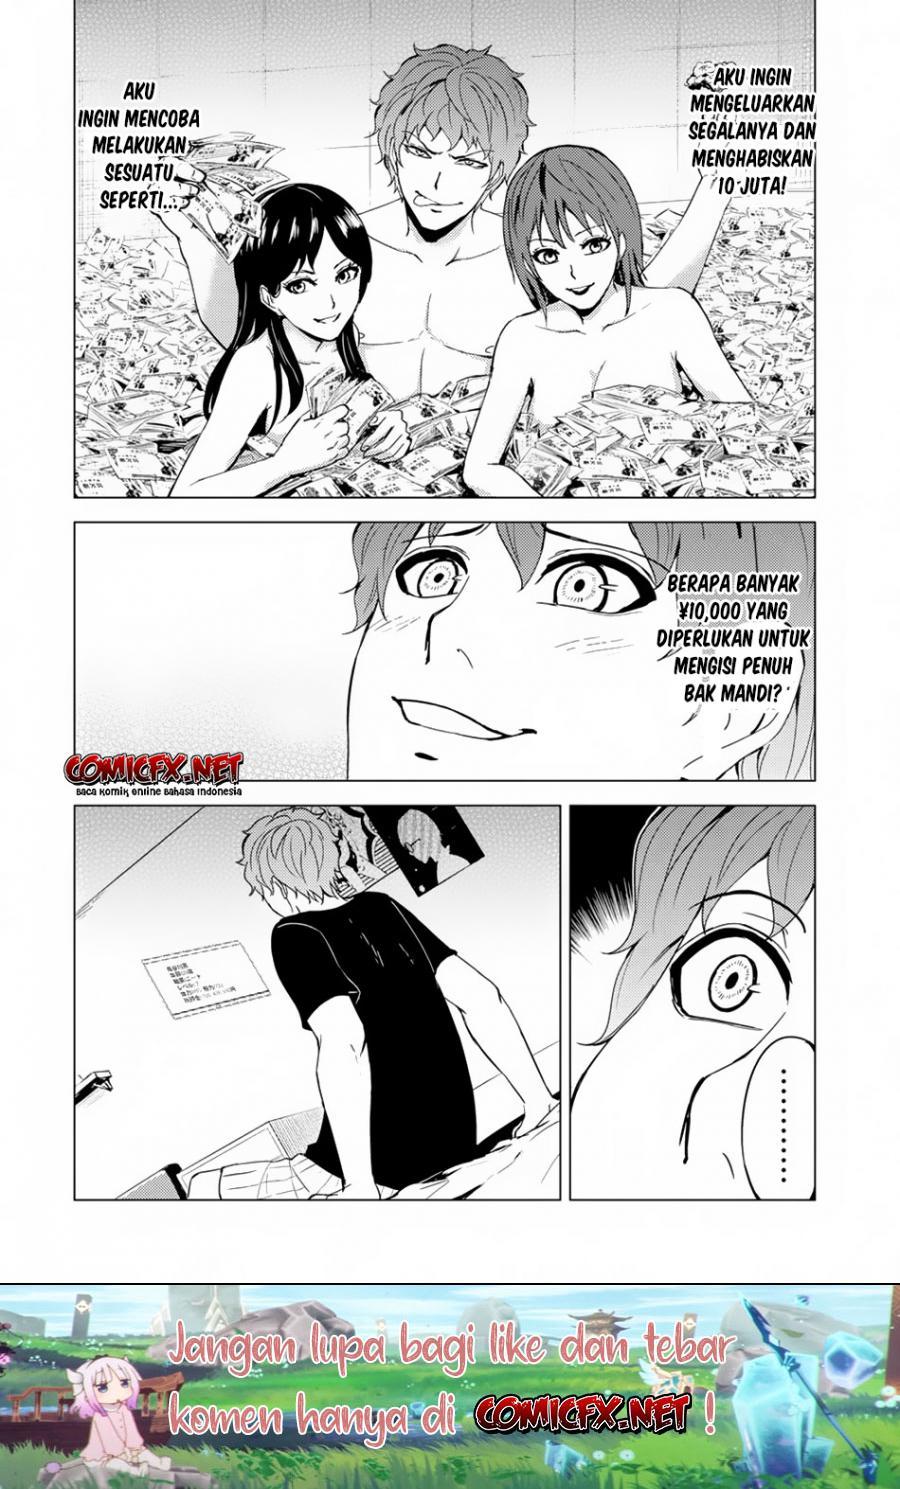 AKU INGIN
MENGELUARKAN
SEGALANYA DAN
MENGHABISKAN
10 JUTA!
AKU
INGIN MENCOBA
MELAKUKAN
SESUATU
SEPERTI...
BERAPA BANYAK
¥10,000 YANG
DIPERLUKAN UNTUK
MENGISI PENUH
BAK MANDI?
COMICFX.NET
BACA KOMIK ONLINE BAHASA INDONESIA
..........
Jangan lupa bagi like dan tebar
komen hanya di COMICFX.NET !